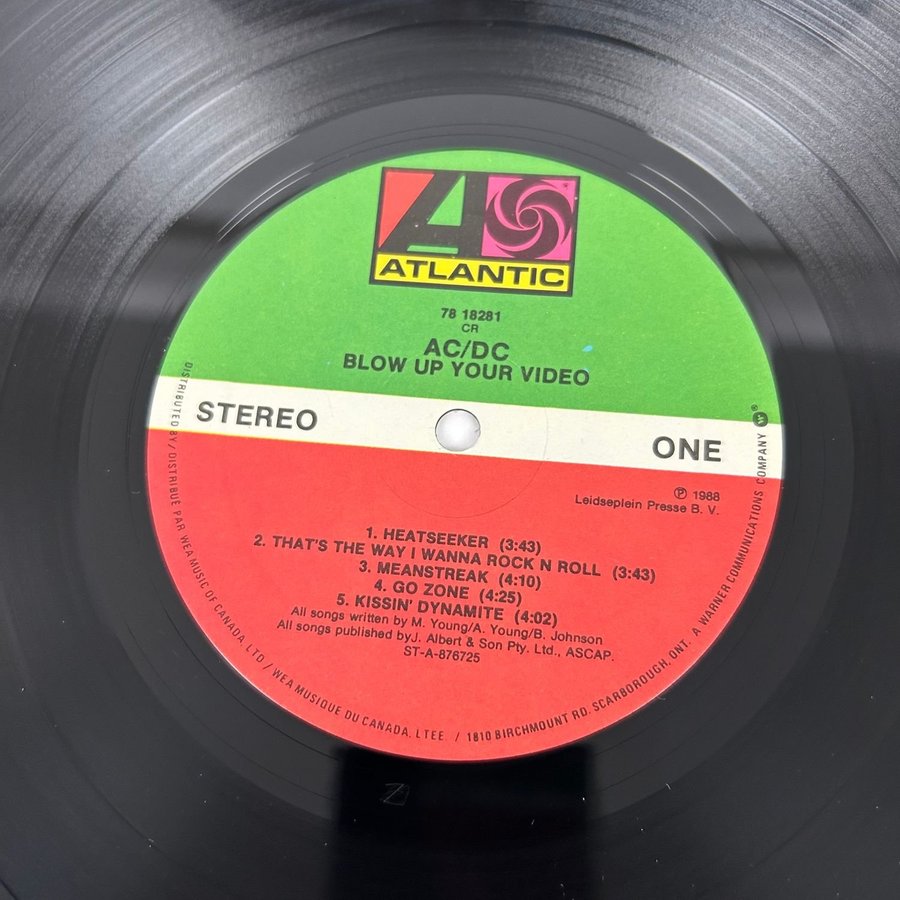 ATLANTIC
78 18281
CR
AC/DC
BLOW UP YOUR VIDEO
STEREO
ONE
Ⓟ 1988
Leidseplein Presse B. V.
1. HEATSEEKER (3:43)
2. THAT'S THE WAY I WANNA ROCK N ROLL (3:43)
3. MEANSTREAK (4:10)
4. GO ZONE (4:25)
5. KISSIN' DYNAMITE (4:02)
All songs written by M. Young/A. Young/B. Johnson
All songs published by J. Albert & Son Pty. Ltd., ASCAP.
ST-A-876725
DISTRIBUTED BY / DISTRIBUÉ PAR WEA MUSIC OF CANADA, LTD / WEA MUSIQUE DU CANADA, LTEE / 1810 BIRCHMOUNT RD. SCARBOROUGH, ONT. A WARNER COMMUNICATIONS COMPANY ®